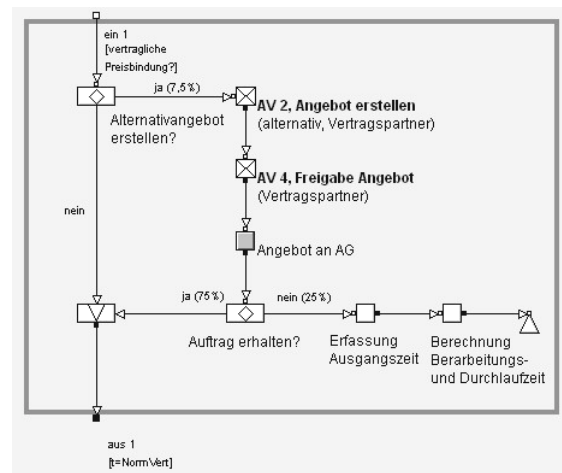 ein 1
[vertragliche
Preisbindung?]
ja (7,5%)
Alternativangebot
erstellen?
AV 2, Angebot erstellen
(alternativ, Vertragspartner)
AV 4, Freigabe Angebot
(Vertragspartner)
nein
Angebot an AG
ja (75%)
nein (25%)
Auftrag erhalten?
Erfassung
Ausgangszeit
Berechnung
Berarbeitungs-
und Durchlaufzeit
aus 1
[t=NormVert]